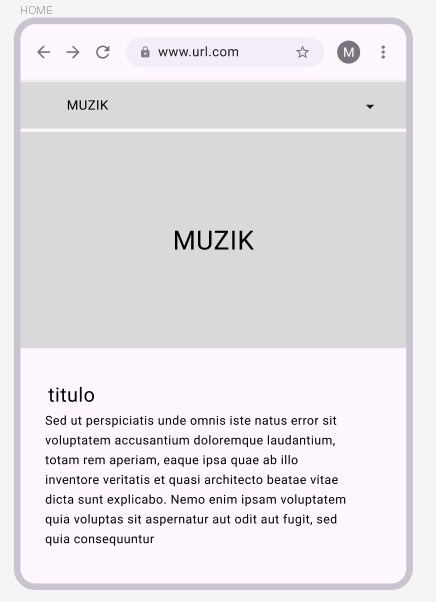 HOME
www.url.com
M
MUZIK
MUZIK
titulo
Sed ut perspiciatis unde omnis iste natus error sit
voluptatem accusantium doloremque laudantium,
totam rem aperiam, eaque ipsa quae ab illo
inventore veritatis et quasi architecto beatae vitae
dicta sunt explicabo. Nemo enim ipsam voluptatem
quia voluptas sit aspernatur aut odit aut fugit, sed
quia consequuntur